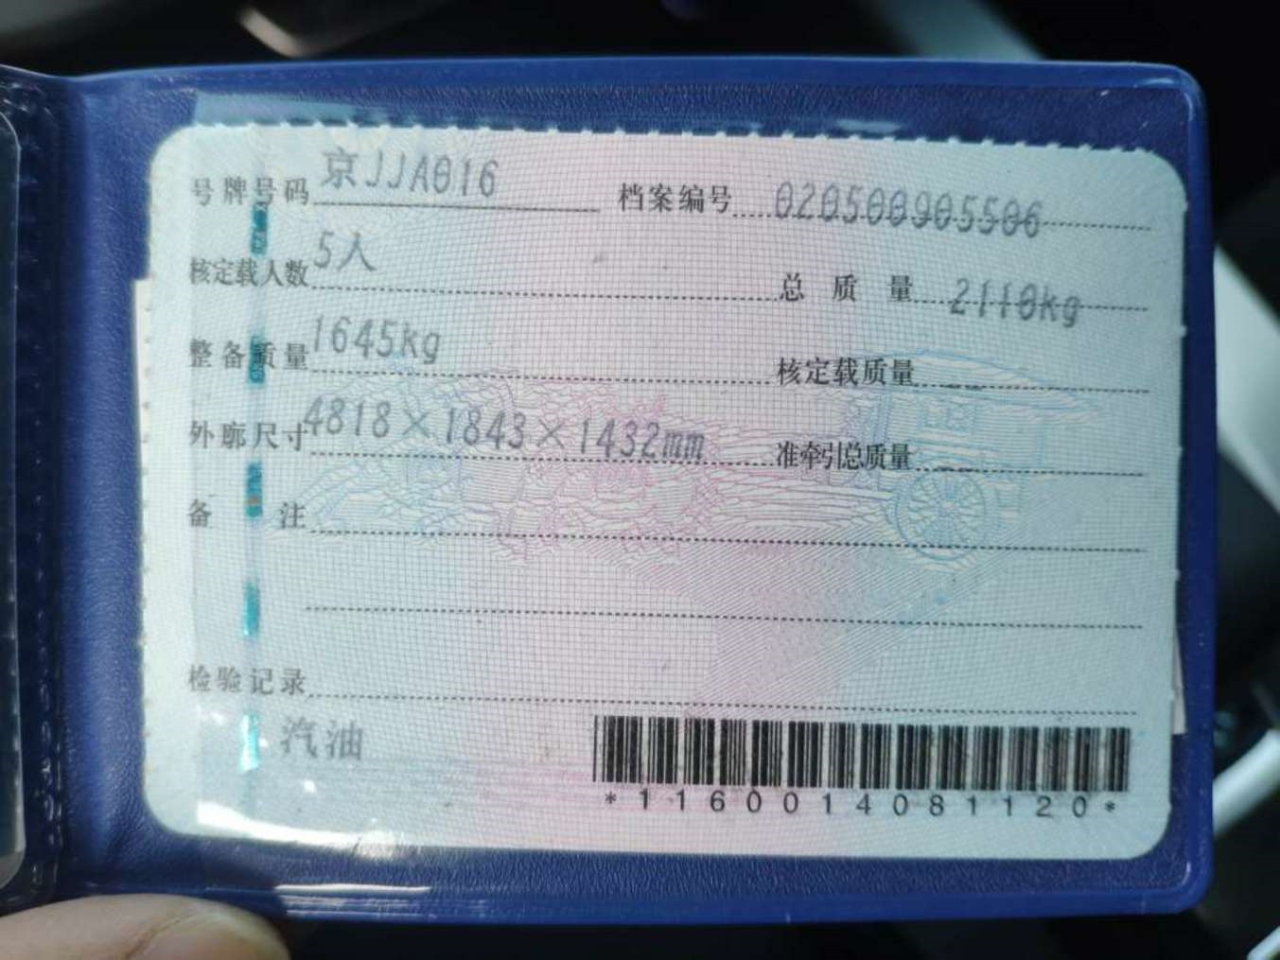 号牌号码 京JJA016 档案编号 020500905506
核定载人数 5人 总质量 2110kg
整备质量 1645kg 核定载质量 --
外廓尺寸 4818×1843×1432mm 准牵引总质量 --
备注
检验记录
汽油
*1160014081120*